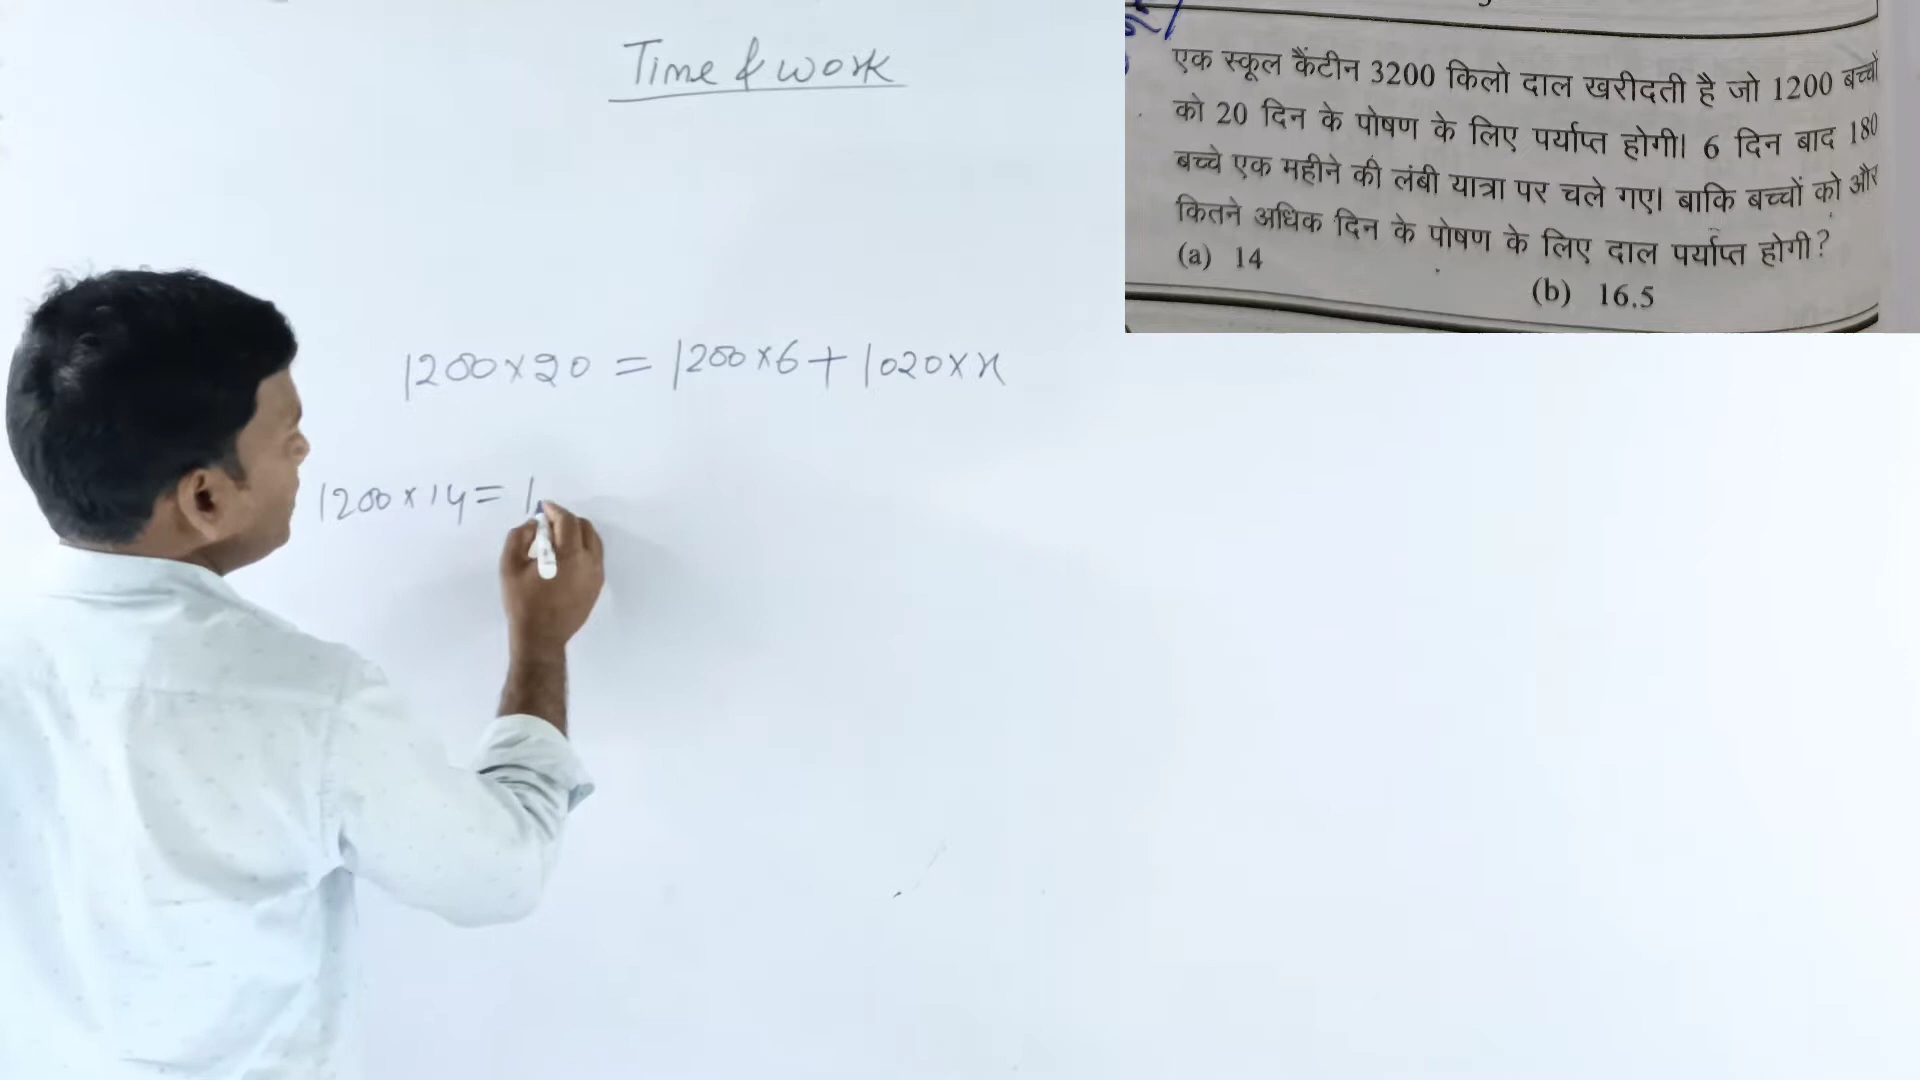 Time & work
एक स्कूल कैंटीन 3200 किलो दाल खरीदती है जो 1200 बच्चों
को 20 दिन के पोषण के लिए पर्याप्त होगी। 6 दिन बाद 180
बच्चे एक महीने की लंबी यात्रा पर चले गए। बाकि बच्चों को और
कितने अधिक दिन के पोषण के लिए दाल पर्याप्त होगी?
(a) 14
(b) 16.5
1200×20 = 1200×6+1020×x
1200×14= 1